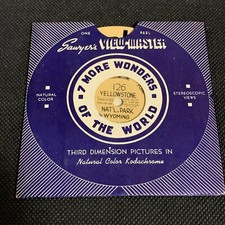 ONE REEL
Sawyer's VIEW-MASTER
NATURAL COLOR
STEREOSCOPIC VIEWS
7 MORE WONDERS
126
YELLOWSTONE
NAT'L PARK
WYOMING
OF THE WORLD
THIRD DIMENSION PICTURES IN
Natural Color Kodachrome